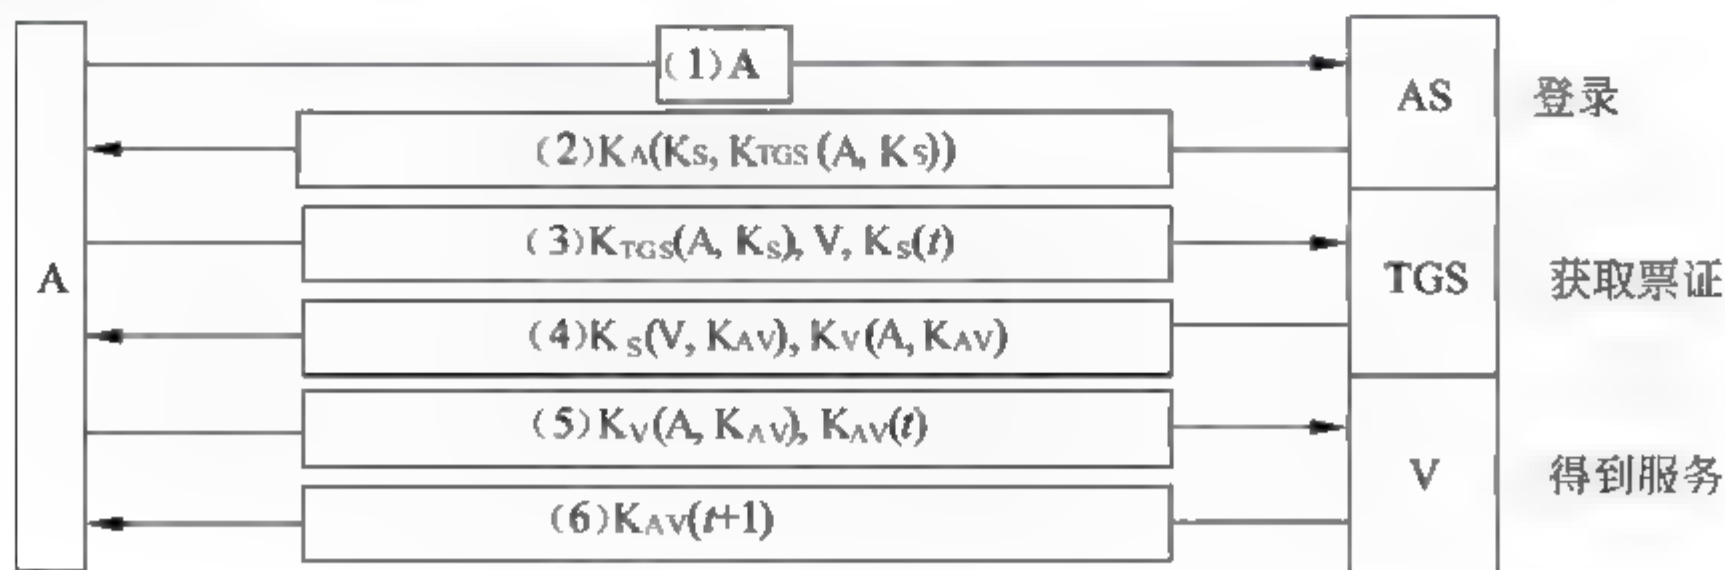 (1)A
AS
登录
(2)KA(KS, KTGS(A, KS))
(3)KTGS(A, KS), V, KS(t)
A
TGS
获取票证
(4)KS(V, KAV), KV(A, KAV)
(5)KV(A, KAV), KAV(t)
V
得到服务
(6)KAV(t+1)